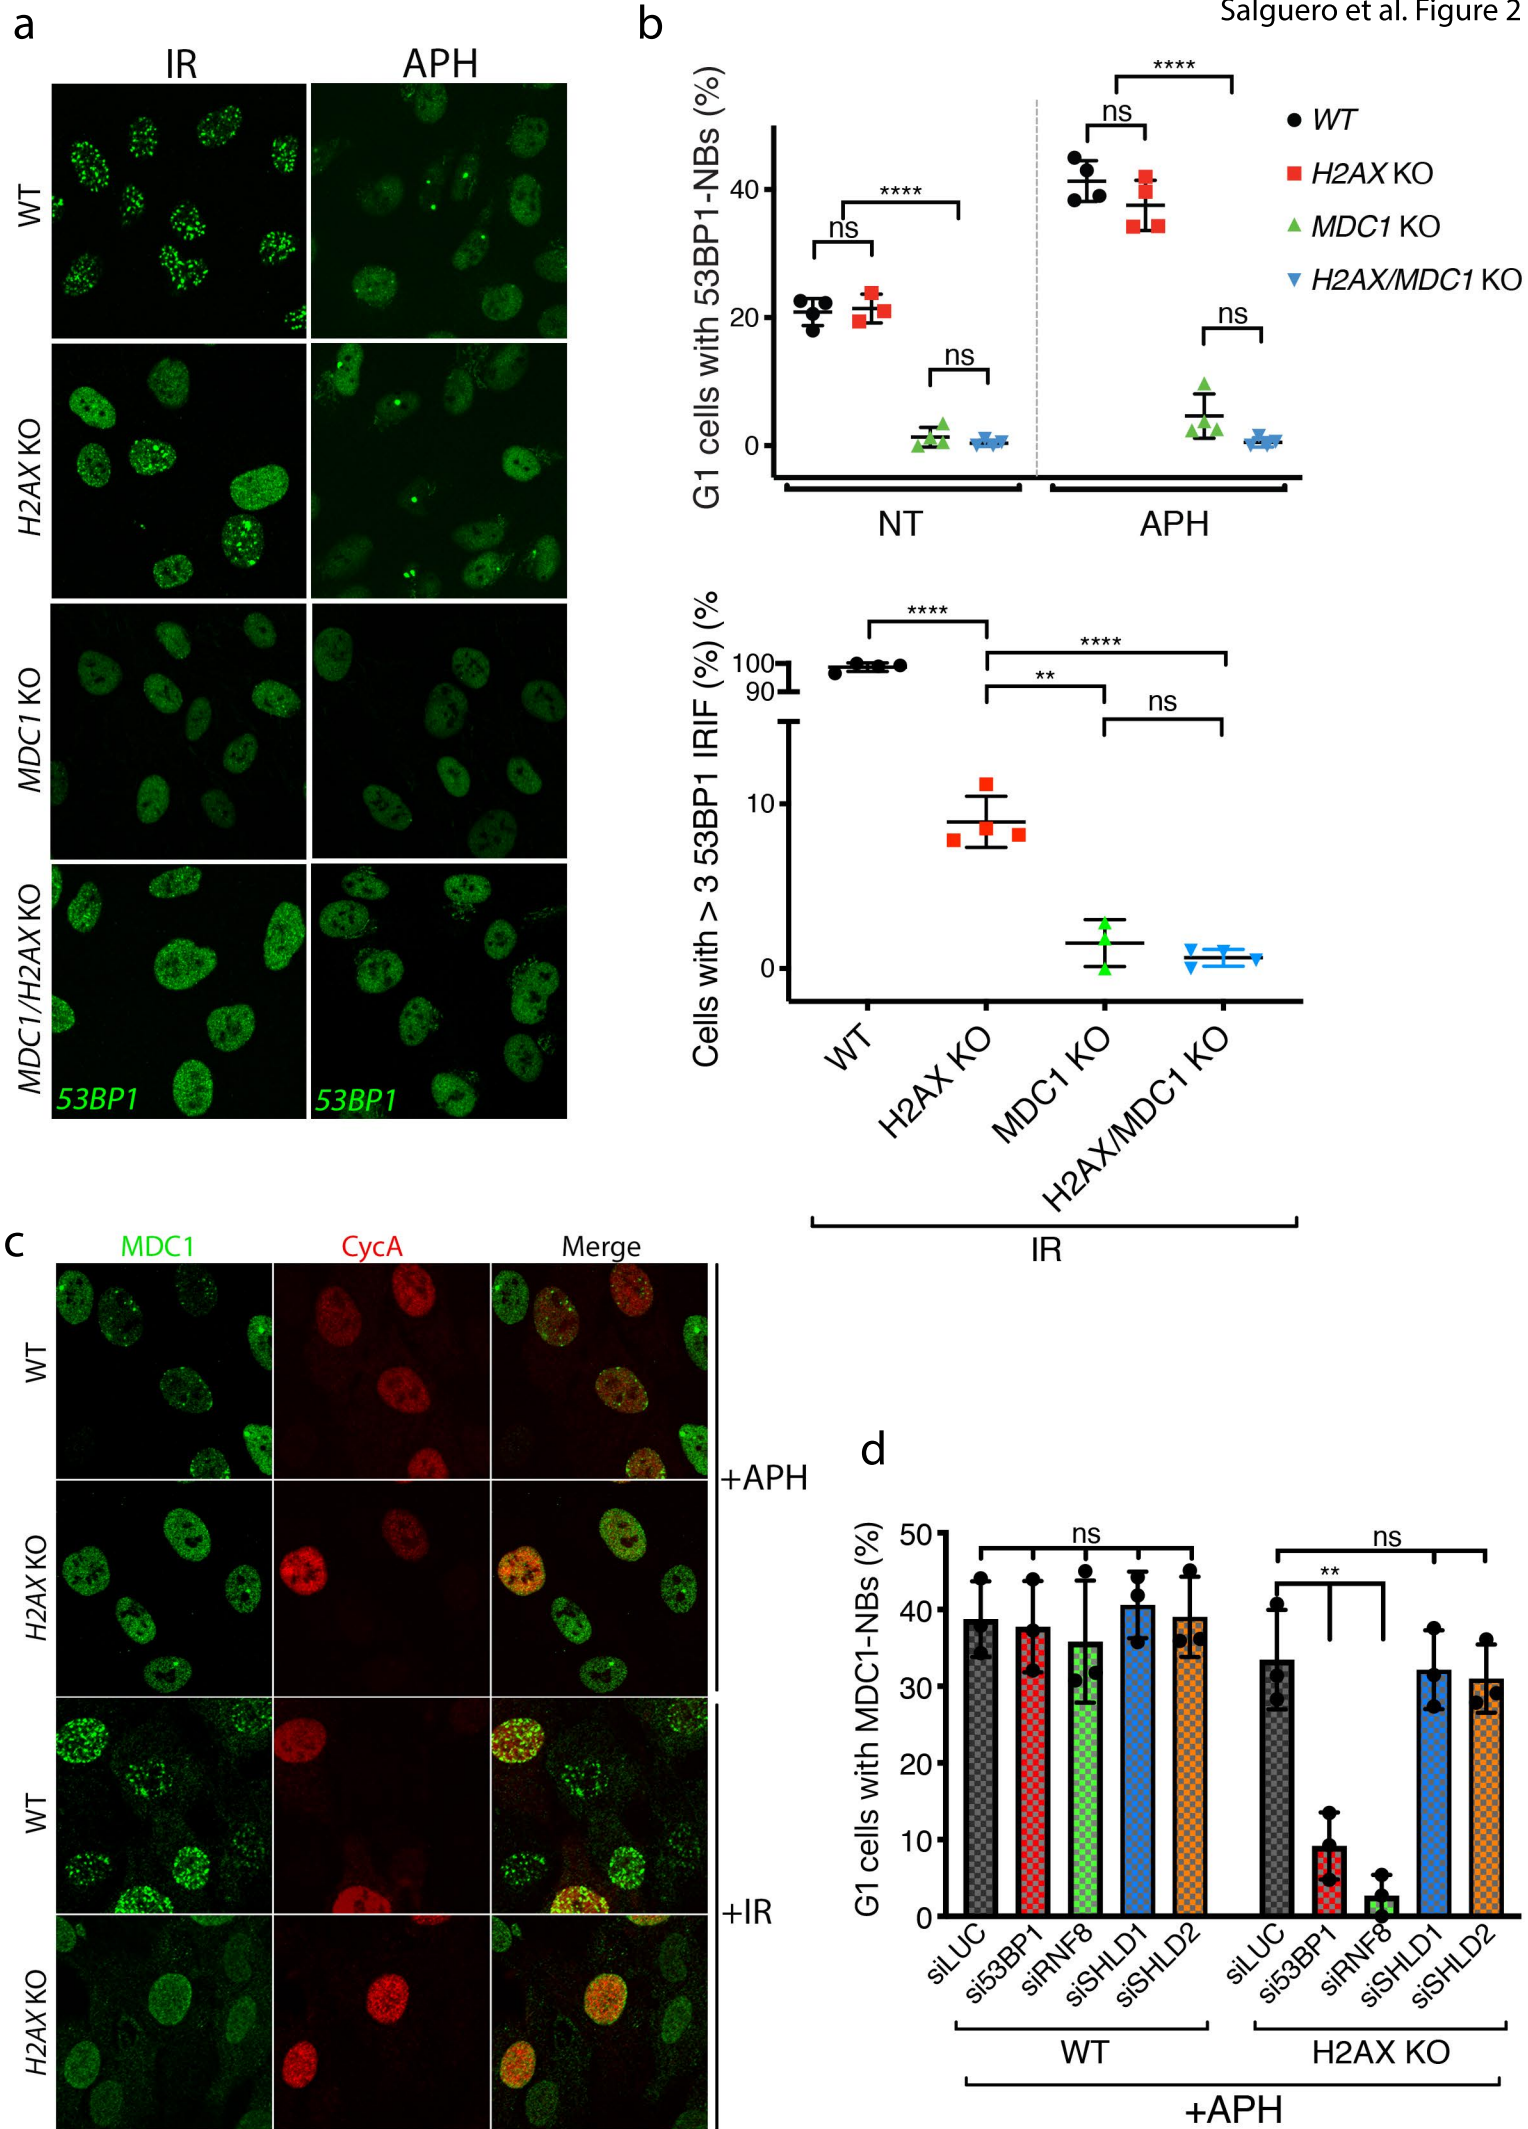 Salguero et al. Figure 2
a
IR
APH
WT
H2AX KO
MDC1 KO
MDC1/H2AX KO
53BP1
53BP1
b
G1 cells with 53BP1-NBs (%)
40
20
0
ns
****
ns
ns
****
ns
NT
APH
WT
H2AX KO
MDC1 KO
H2AX/MDC1 KO
Cells with > 3 53BP1 IRIF (%) (%
100
90
10
0
****
****
**
ns
WT
H2AX KO
MDC1 KO
H2AX/MDC1 KO
IR
c
MDC1
CycA
Merge
WT
H2AX KO
WT
H2AX KO
+APH
+IR
d
G1 cells with MDC1-NBs (%)
50
40
30
20
10
0
ns
ns
**
siLUC
si53BP1
siRNF8
siSHLD1
siSHLD2
siLUC
si53BP1
siRNF8
siSHLD1
siSHLD2
WT
H2AX KO
+APH